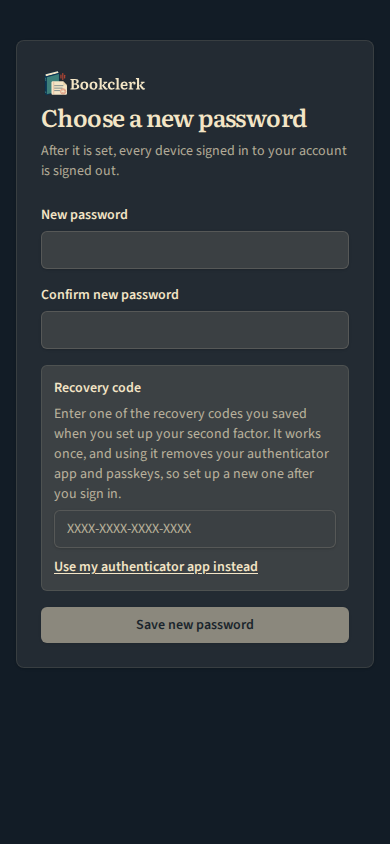 Bookclerk
Choose a new password
After it is set, every device signed in to your account
is signed out.
New password
Confirm new password
Recovery code
Enter one of the recovery codes you saved
when you set up your second factor. It works
once, and using it removes your authenticator
app and passkeys, so set up a new one after
you sign in.
XXXX-XXXX-XXXX-XXXX
Use my authenticator app instead
Save new password